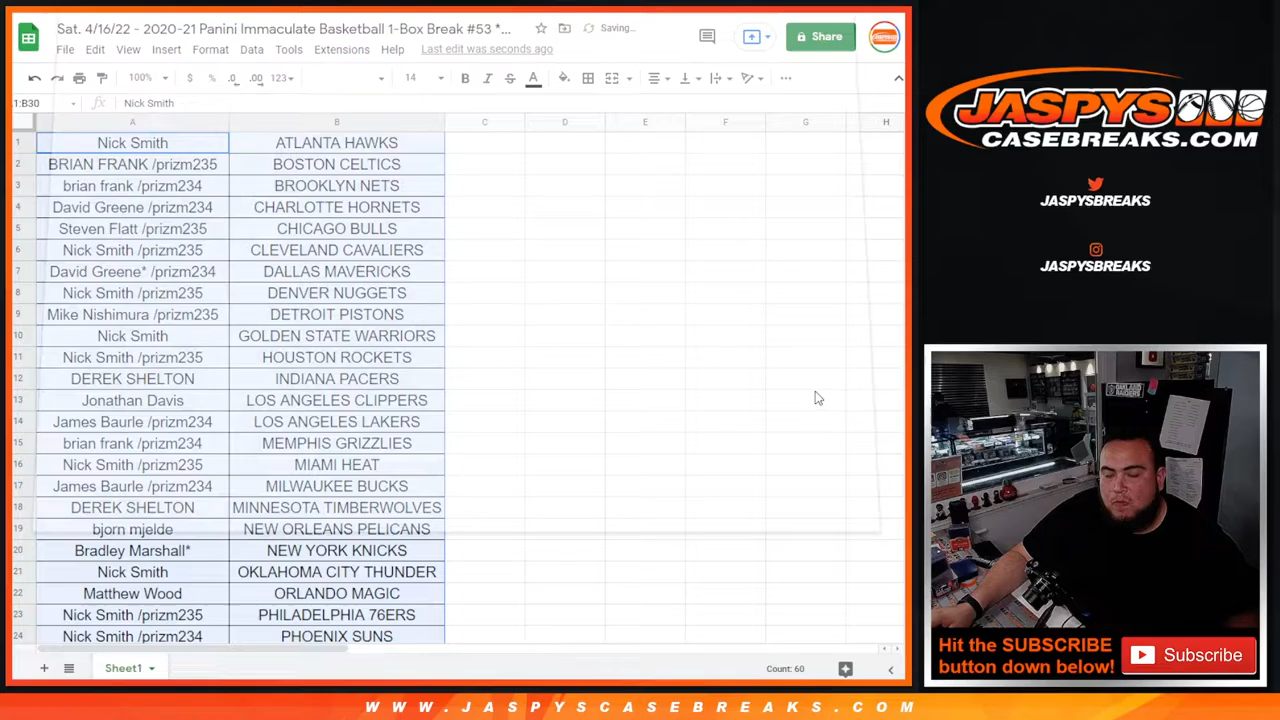 Sat. 4/16/22 - 2020-21 Panini Immaculate Basketball 1-Box Break #53 *...
Saving...
Share
File Edit View Insert Format Data Tools Extensions Help Last edit was seconds ago
100% $ % .0 .00 123 14 B I S A
1:B30 fx Nick Smith
A B C D E F G H
1 Nick Smith ATLANTA HAWKS
2 BRIAN FRANK /prizm235 BOSTON CELTICS
3 brian frank /prizm234 BROOKLYN NETS
4 David Greene /prizm234 CHARLOTTE HORNETS
5 Steven Flatt /prizm235 CHICAGO BULLS
6 Nick Smith /prizm235 CLEVELAND CAVALIERS
7 David Greene* /prizm234 DALLAS MAVERICKS
8 Nick Smith /prizm235 DENVER NUGGETS
9 Mike Nishimura /prizm235 DETROIT PISTONS
10 Nick Smith GOLDEN STATE WARRIORS
11 Nick Smith /prizm235 HOUSTON ROCKETS
12 DEREK SHELTON INDIANA PACERS
13 Jonathan Davis LOS ANGELES CLIPPERS
14 James Baurle /prizm234 LOS ANGELES LAKERS
15 brian frank /prizm234 MEMPHIS GRIZZLIES
16 Nick Smith /prizm235 MIAMI HEAT
17 James Baurle /prizm234 MILWAUKEE BUCKS
18 DEREK SHELTON MINNESOTA TIMBERWOLVES
19 bjorn mjelde NEW ORLEANS PELICANS
20 Bradley Marshall* NEW YORK KNICKS
21 Nick Smith OKLAHOMA CITY THUNDER
22 Matthew Wood ORLANDO MAGIC
23 Nick Smith /prizm235 PHILADELPHIA 76ERS
24 Nick Smith /prizm234 PHOENIX SUNS
Sheet1
Count: 60
JASPYS
CASEBREAKS.COM
JASPYSBREAKS
JASPYSBREAKS
OAKLAND
RAIDERS
Hit the SUBSCRIBE
button down below!
Subscribe
WWW.JASPYSCASEBREAKS.COM